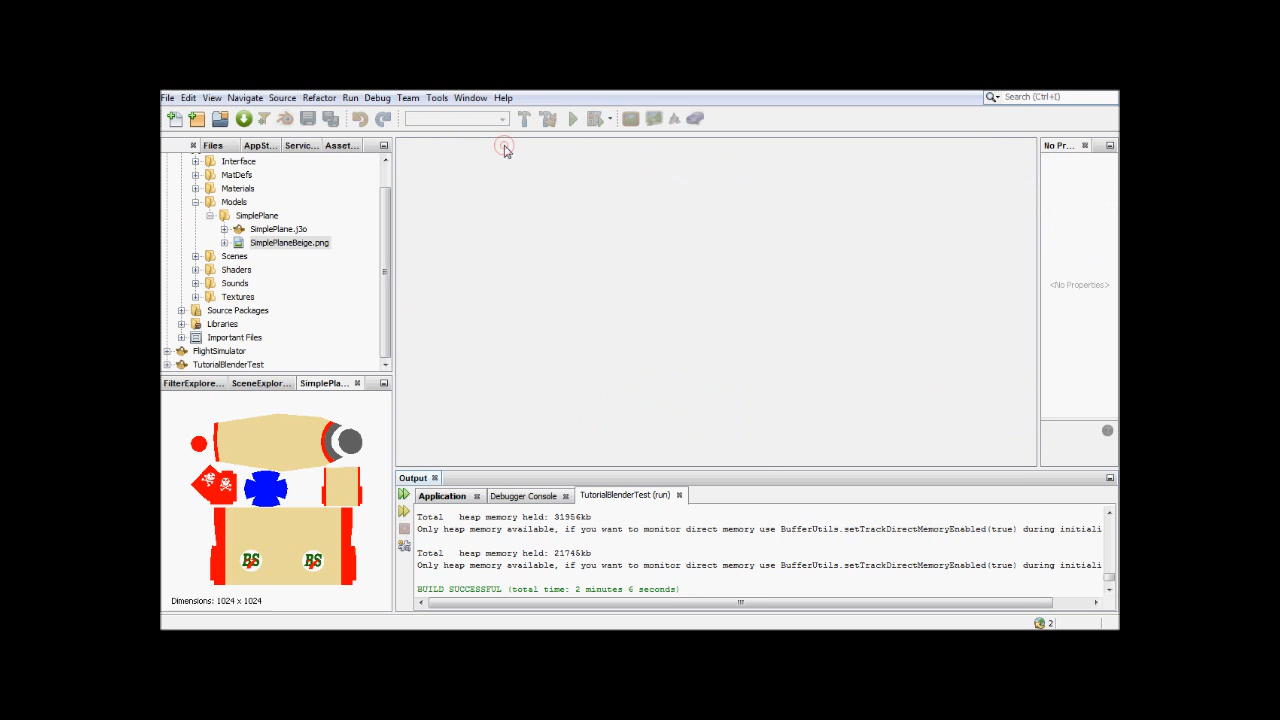 File Edit View Navigate Source Refactor Run Debug Team Tools Window Help
Search (Ctrl+I)
Files AppSt... Servic... Asset...
No Pr...
Interface
MatDefs
Materials
Models
SimplePlane
SimplePlane.j3o
SimplePlaneBeige.png
Scenes
Shaders
Sounds
Textures
Source Packages
Libraries
Important Files
FlightSimulator
TutorialBlenderTest
<No Properties>
FilterExplore... SceneExplor... SimplePla...
BS BS
Dimensions: 1024 x 1024
Output
Application Debugger Console TutorialBlenderTest (run)
Total heap memory held: 31956kb
Only heap memory available, if you want to monitor direct memory use BufferUtils.setTrackDirectMemoryEnabled(true) during initiali
Total heap memory held: 21745kb
Only heap memory available, if you want to monitor direct memory use BufferUtils.setTrackDirectMemoryEnabled(true) during initiali
BUILD SUCCESSFUL (total time: 2 minutes 6 seconds)
2